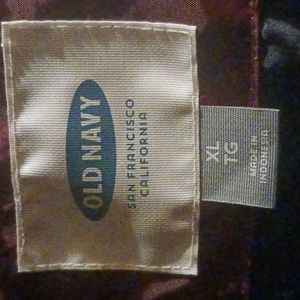 OLD NAVY
SAN FRANCISCO
CALIFORNIA
XL
TG
MADE IN
INDONESIA